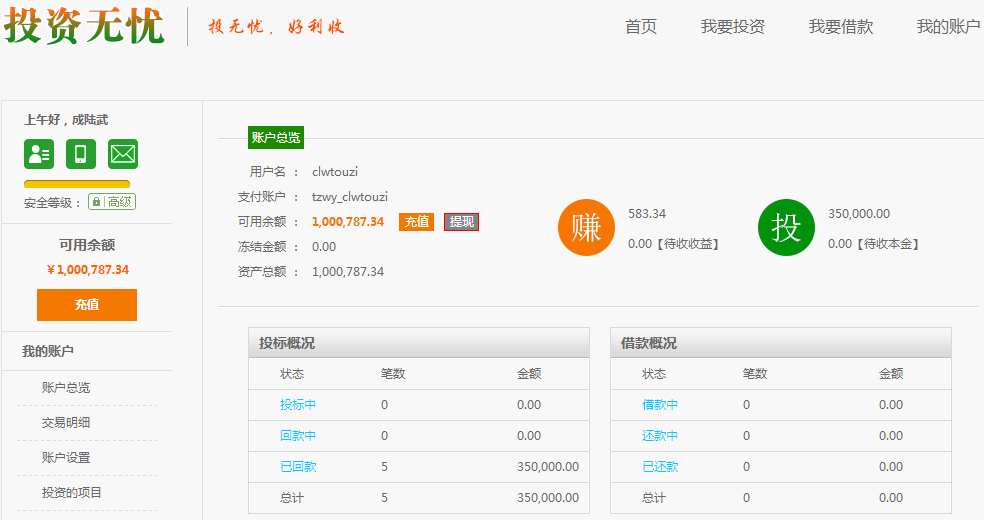 投资无忧 投无忧，好利收 首页 我要投资 我要借款 我的账户
上午好，成陆武
安全等级： 高级
可用余额
￥1,000,787.34
充值
我的账户
账户总览
交易明细
账户设置
投资的项目
账户总览
用户名 ： clwtouzi
支付账户 ： tzwy_clwtouzi
可用余额 ： 1,000,787.34 充值 提现
冻结金额 ： 0.00
资产总额 ： 1,000,787.34
赚 583.34
0.00【待收收益】
投 350,000.00
0.00【待收本金】
投标概况
状态 笔数 金额
投标中 0 0.00
回款中 0 0.00
已回款 5 350,000.00
总计 5 350,000.00
借款概况
状态 笔数 金额
借款中 0 0.00
还款中 0 0.00
已还款 0 0.00
总计 0 0.00